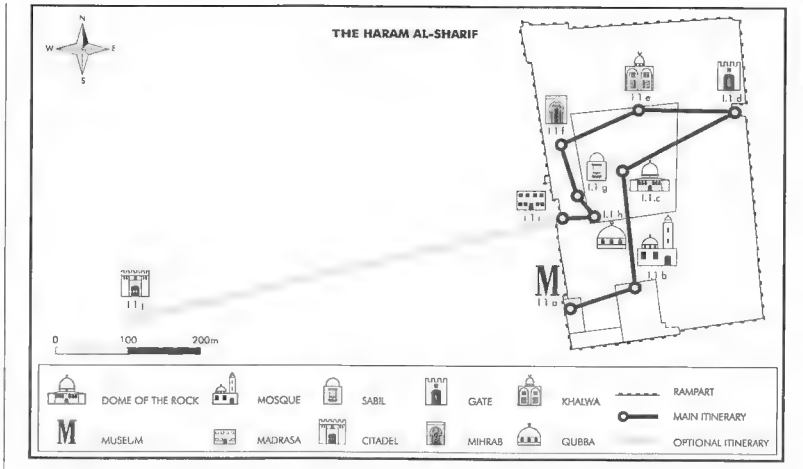 THE HARAM AL-SHARIF
N
W E
S
I.1.e
I.1.d
I.1.f
I.1.g
I.1.c
I.1.i
I.1.h
I.1.b
M
I.1.a
I.1.j
0 100 200m
DOME OF THE ROCK MOSQUE SABIL GATE KHALWA RAMPART
MAIN ITINERARY
M MUSEUM MADRASA CITADEL MIHRAB QUBBA OPTIONAL ITINERARY